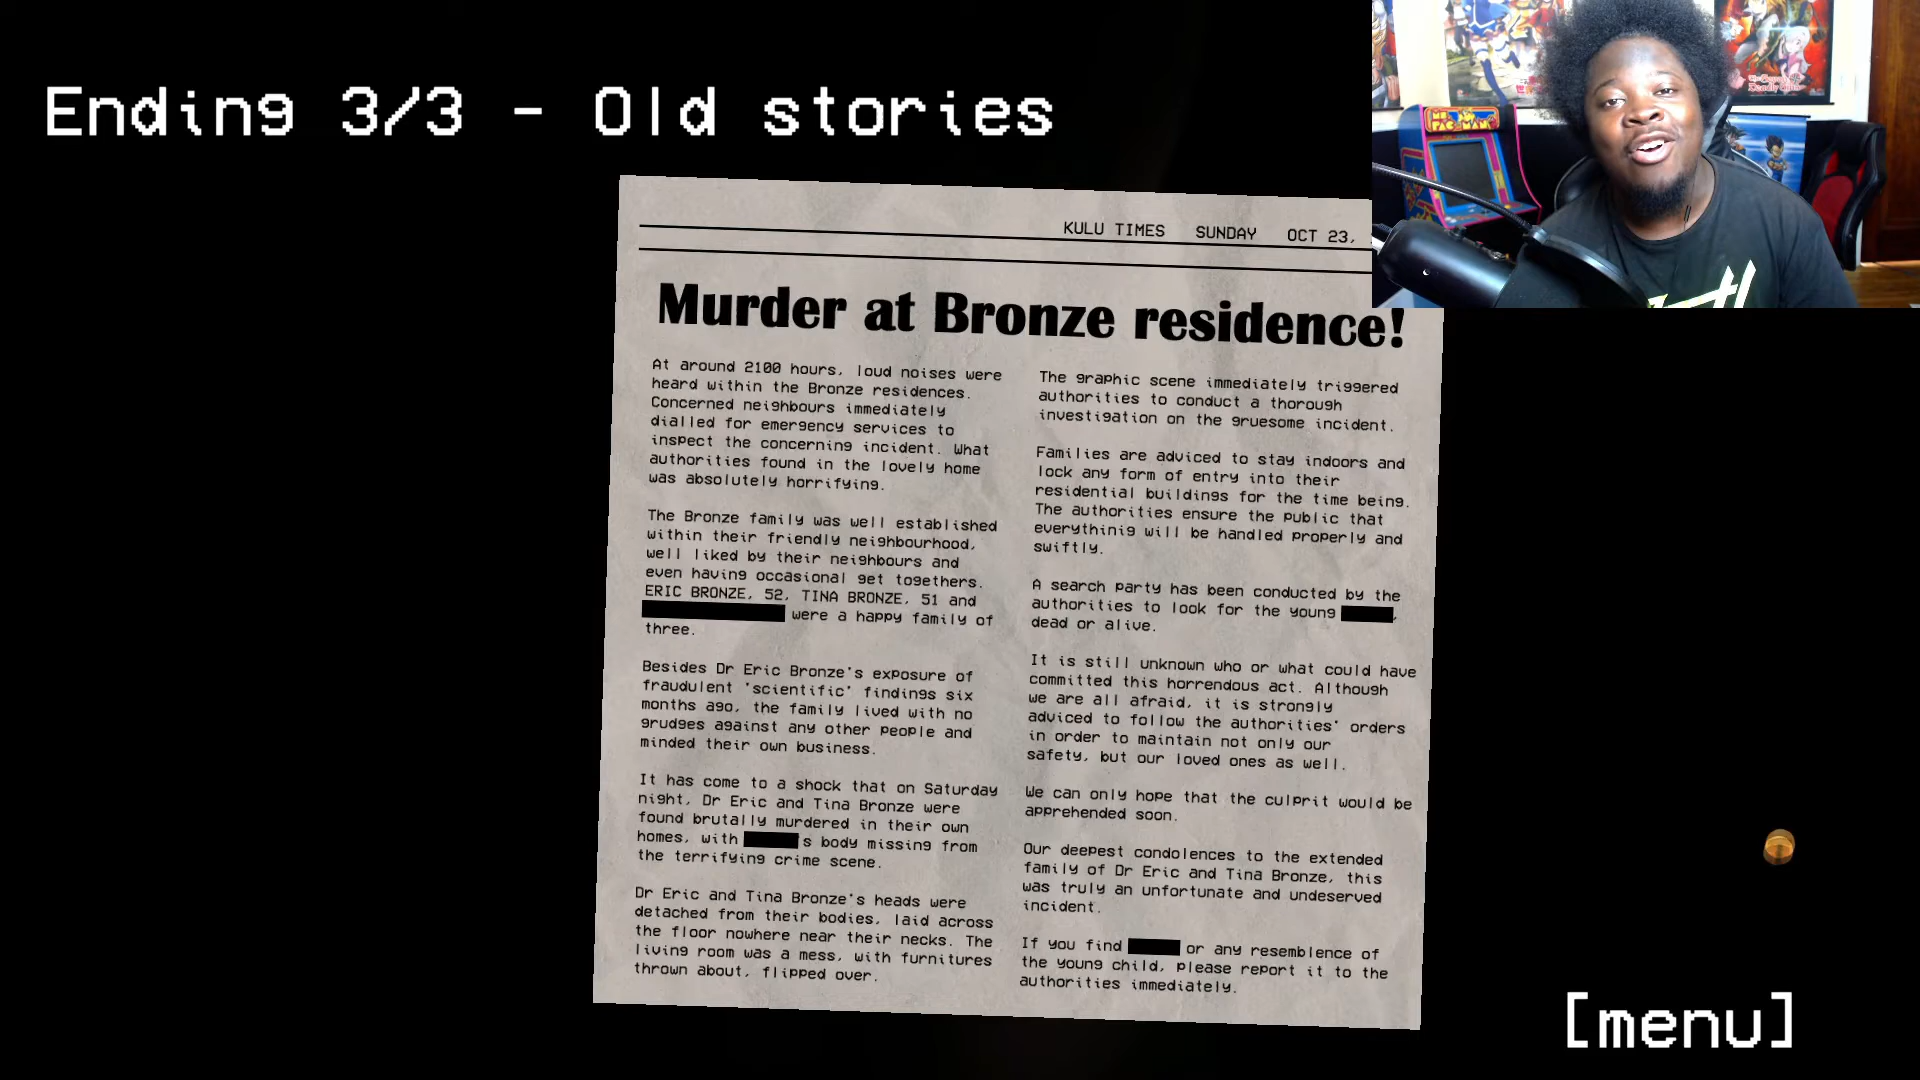 Ending 3/3 - Old stories
KULU TIMES SUNDAY OCT 23,
Murder at Bronze residence!
At around 2100 hours, loud noises were
heard within the Bronze residences.
Concerned neighbours immediately
dialled for emergency services to
inspect the concerning incident. What
authorities found in the lovely home
was absolutely horrifying.
The Bronze family was well established
within their friendly neighbourhood,
well liked by their neighbours and
even having occasional get togethers.
ERIC BRONZE, 52, TINA BRONZE, 51 and
were a happy family of
three.
Besides Dr Eric Bronze's exposure of
fraudulent 'scientific' findings six
months ago, the family lived with no
grudges against any other people and
minded their own business.
It has come to a shock that on Saturday
night, Dr Eric and Tina Bronze were
found brutally murdered in their own
homes, with s body missing from
the terrifying crime scene.
Dr Eric and Tina Bronze's heads were
detached from their bodies, laid across
the floor nowhere near their necks. The
living room was a mess, with furnitures
thrown about, flipped over.
The graphic scene immediately triggered
authorities to conduct a thorough
investigation on the gruesome incident.
Families are adviced to stay indoors and
lock any form of entry into their
residential buildings for the time being.
The authorities ensure the public that
everythinig will be handled properly and
swiftly.
A search party has been conducted by the
authorities to look for the young ,
dead or alive.
It is still unknown who or what could have
committed this horrendous act. Although
we are all afraid, it is strongly
adviced to follow the authorities' orders
in order to maintain not only our
safety, but our loved ones as well.
We can only hope that the culprit would be
apprehended soon.
Our deepest condolences to the extended
family of Dr Eric and Tina Bronze, this
was truly an unfortunate and undeserved
incident.
If you find or any resemblence of
the young child, please report it to the
authorities immediately.
[menu]